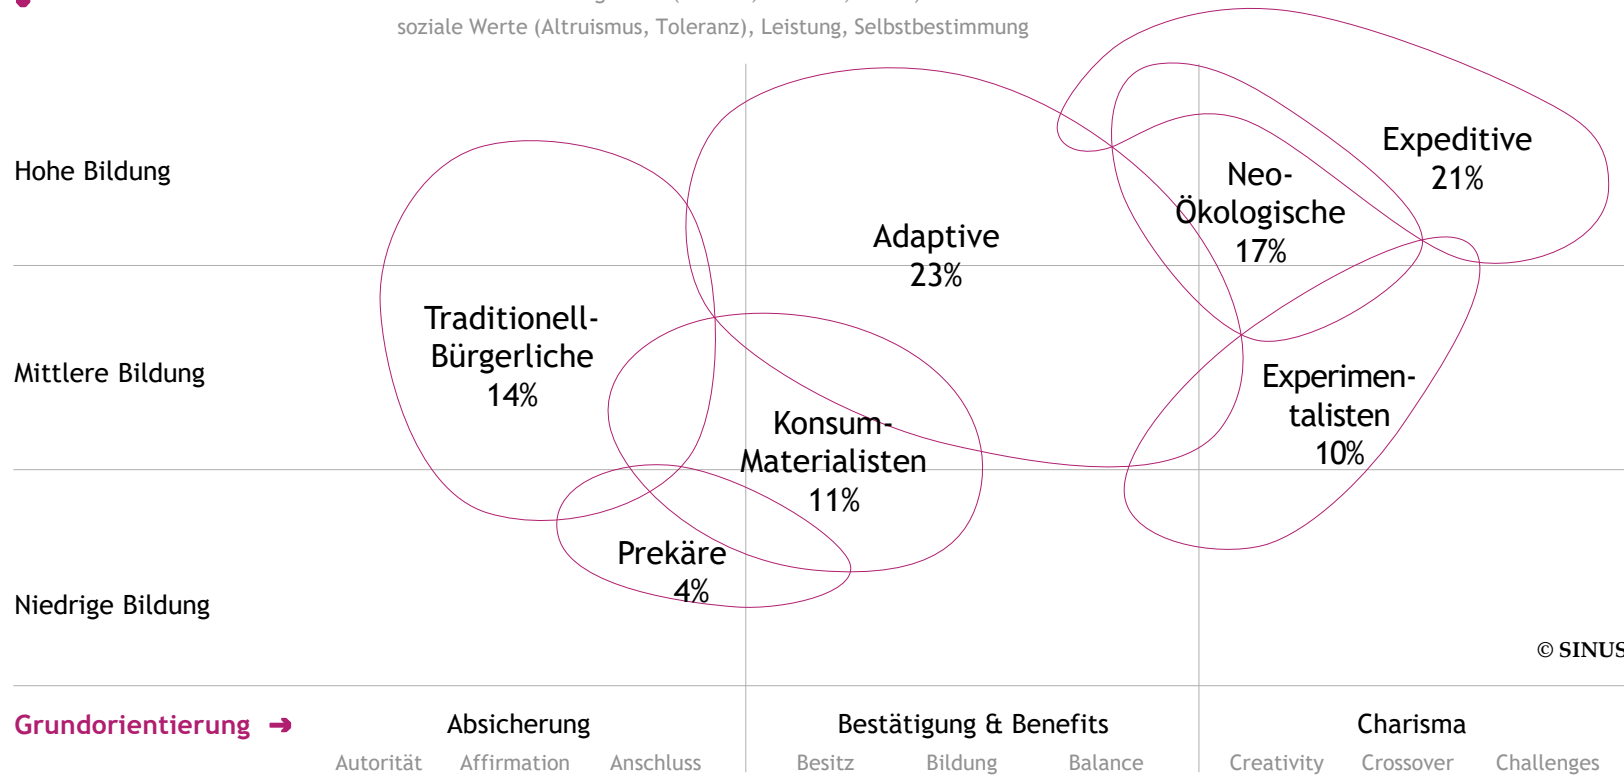 soziale Werte (Altruismus, Toleranz), Leistung, Selbstbestimmung
Hohe Bildung
Expeditive
21%
Neo-
Ökologische
17%
Adaptive
23%
Traditionell-
Bürgerliche
14%
Mittlere Bildung
Experimen-
talisten
10%
Konsum-
Materialisten
11%
Prekäre
4%
Niedrige Bildung
© SINUS
Grundorientierung ➔
Absicherung
Bestätigung & Benefits
Charisma
Autorität
Affirmation
Anschluss
Besitz
Bildung
Balance
Creativity
Crossover
Challenges